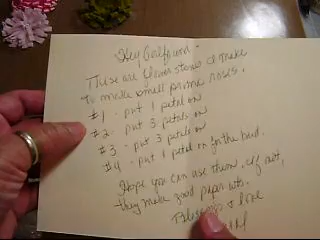 Hey Girlfriend -
These are flower stones I make
to make small prima roses.
#1 - put 1 petal on
#2 - put 3 petals on
#3 - put 3 petals on
#4 - put 1 petal on for the bud.
Hope you can use them. If not,
they make good paper wts.
Blessings & love